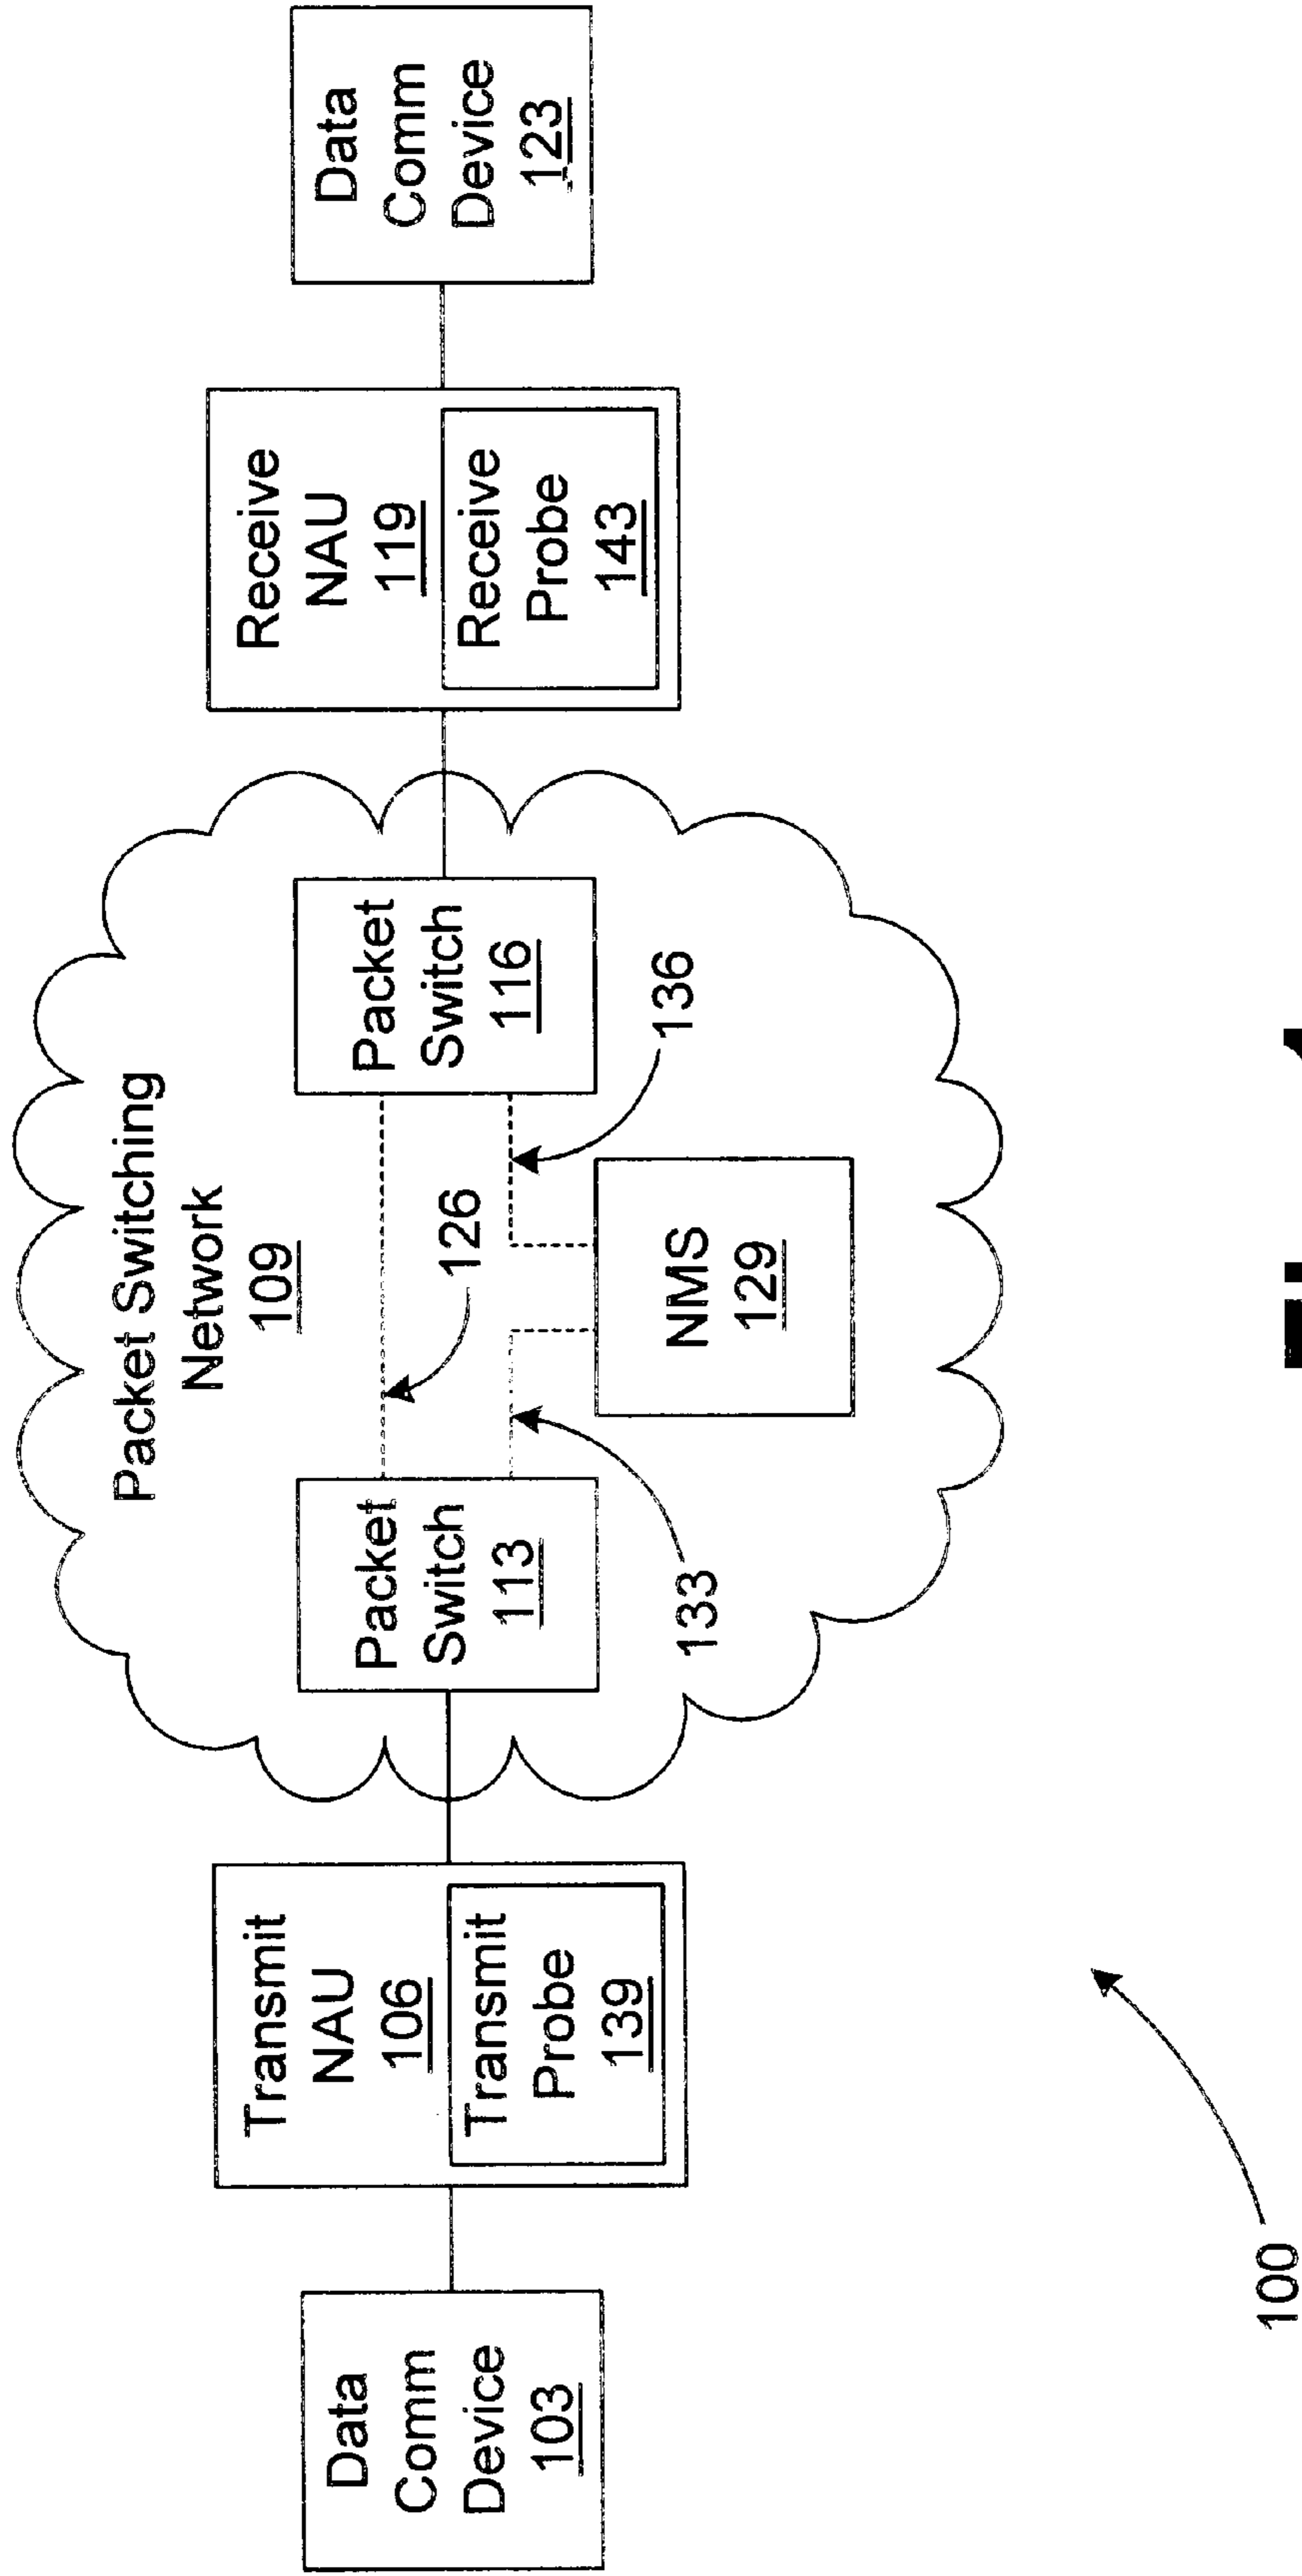 Packet Switching
Network
109
Data
Comm
Device
103
Transmit
NAU
106
Transmit
Probe
139
Packet
Switch
113
126
133
NMS
129
136
Packet
Switch
116
Receive
NAU
119
Receive
Probe
143
Data
Comm
Device
123
100